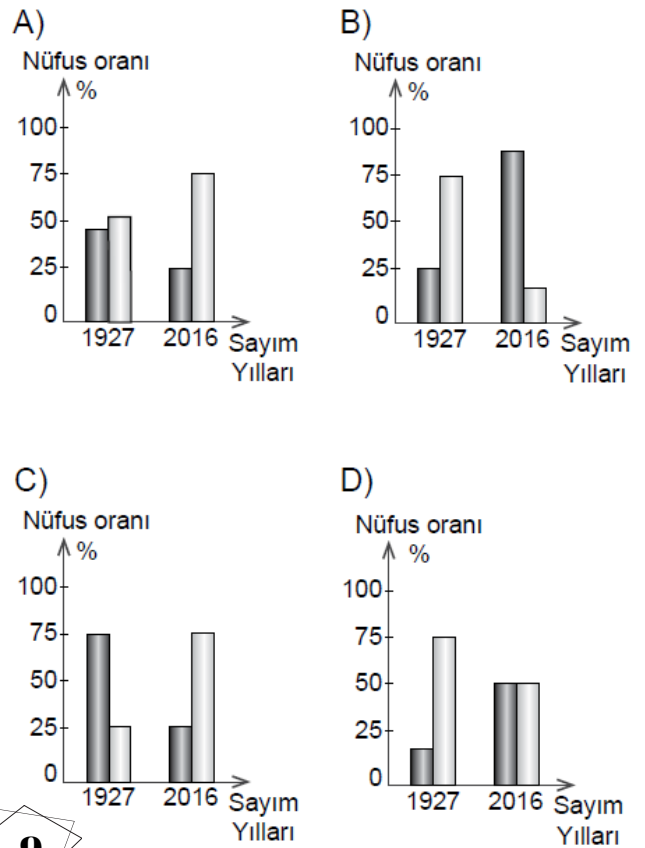 A)
Nüfus oranı
%
100
75
50
25
0
1927 2016 Sayım
Yılları
B)
Nüfus oranı
%
100
75
50
25
0
1927 2016 Sayım
Yılları
C)
Nüfus oranı
%
100
75
50
25
0
1927 2016 Sayım
Yılları
D)
Nüfus oranı
%
100
75
50
25
0
1927 2016 Sayım
Yılları